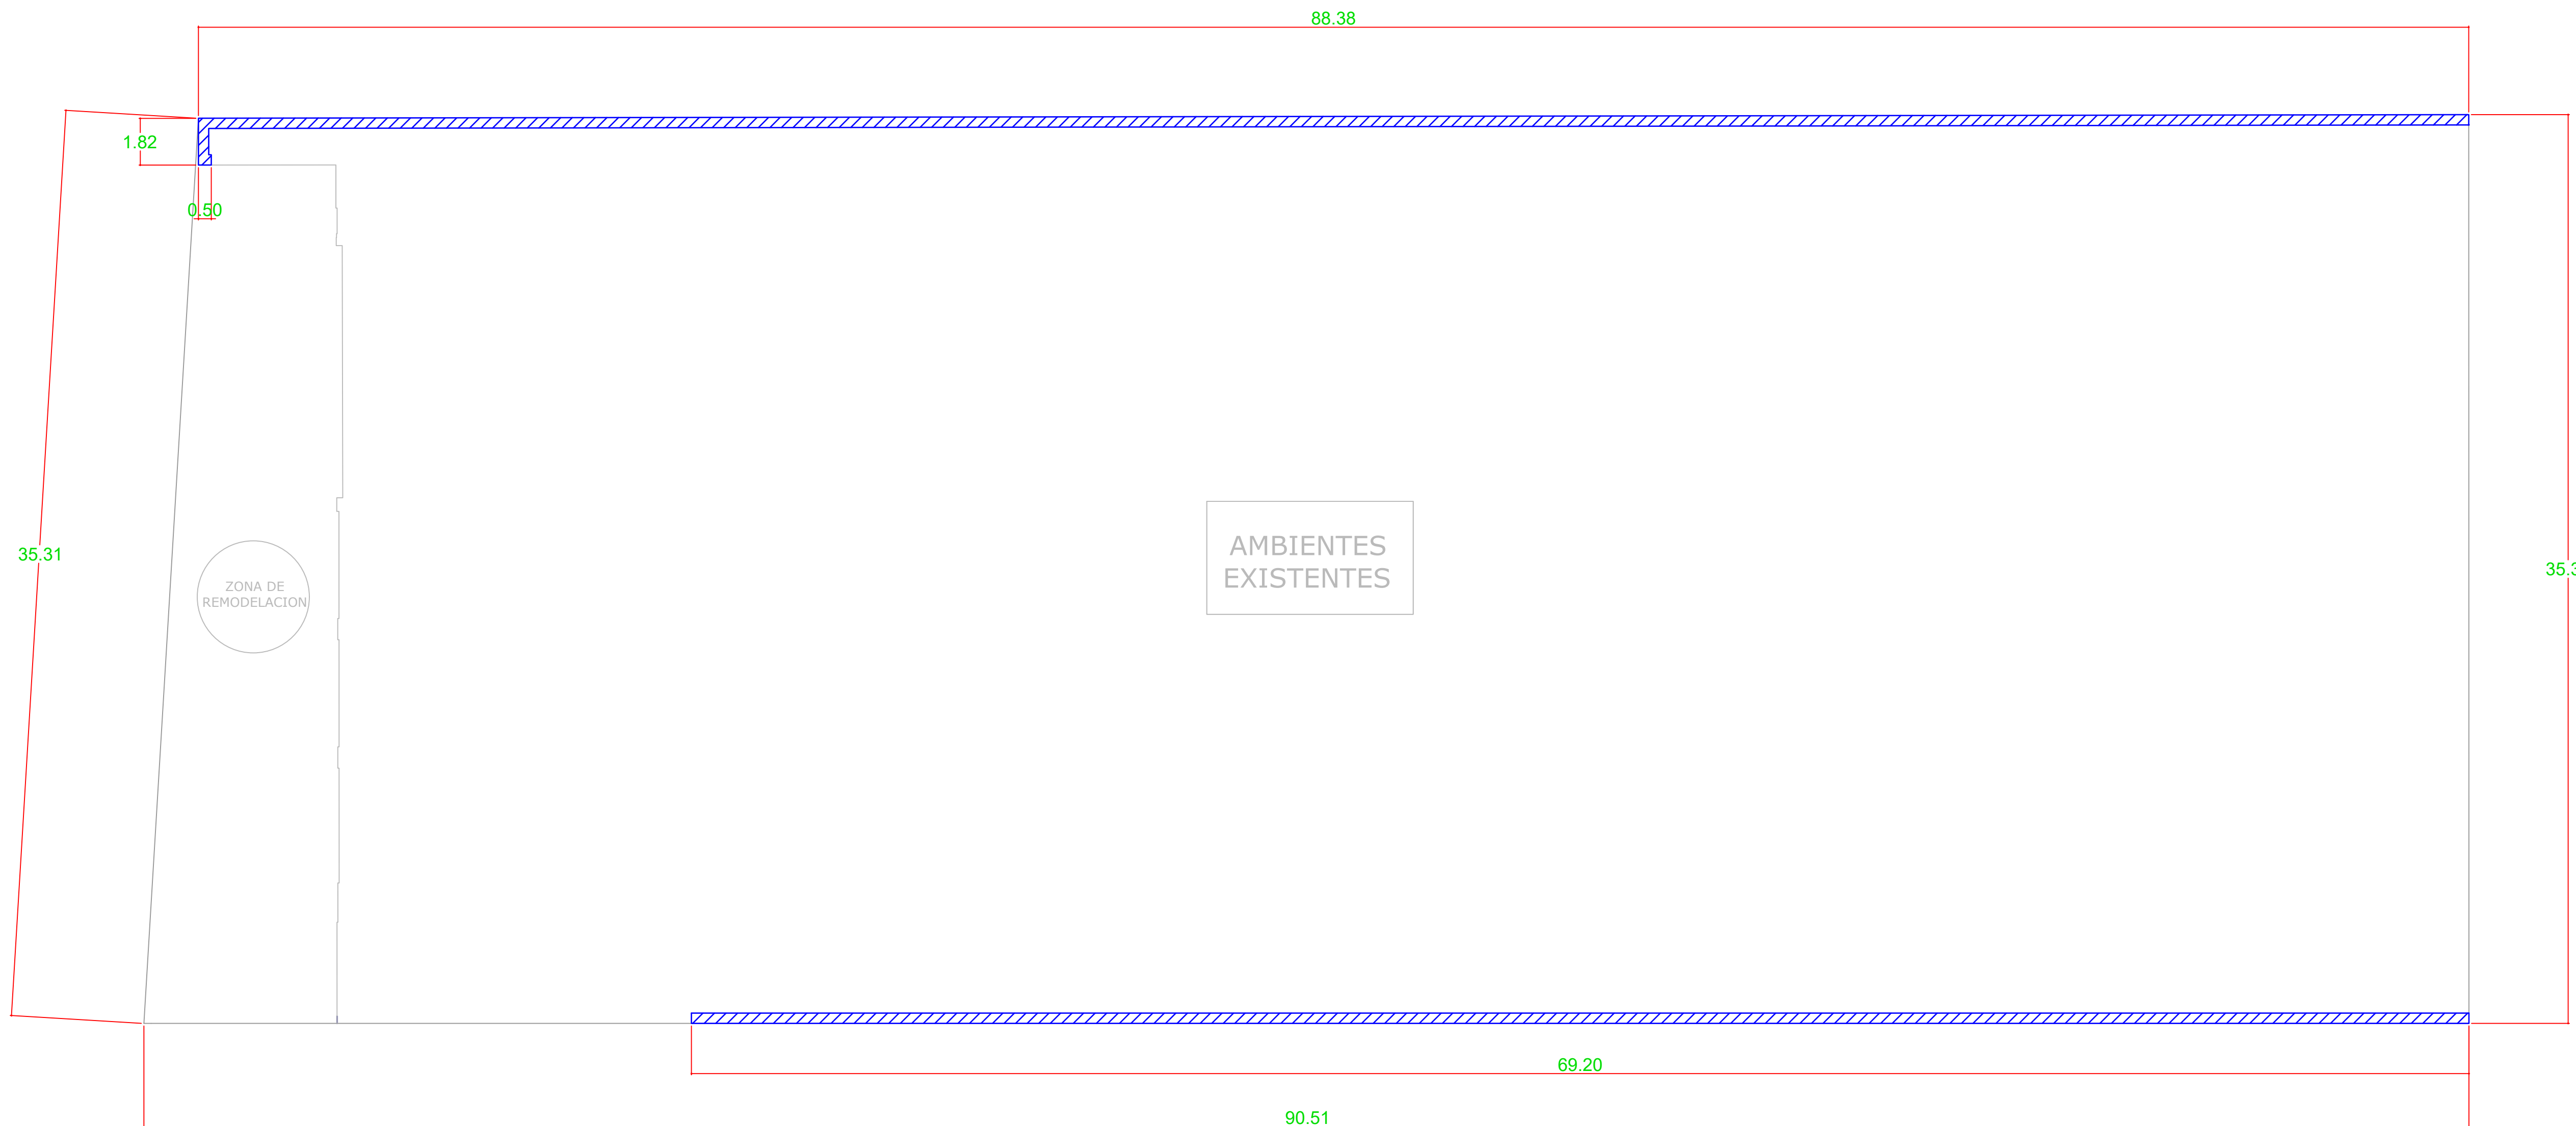 88.38
1.82
0.50
35.31
AMBIENTES
EXISTENTES
ZONA DE
REMODELACION
69.20
90.51